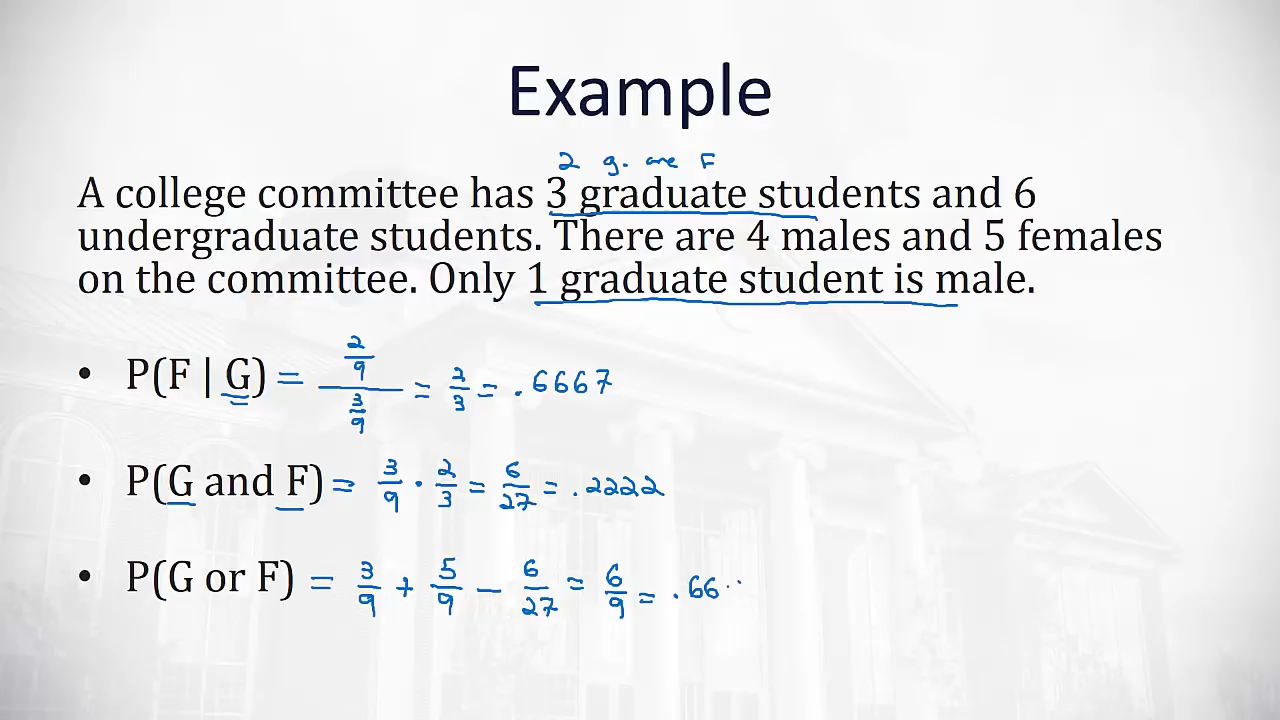 Example
2 g. are F
A college committee has 3 graduate students and 6
undergraduate students. There are 4 males and 5 females
on the committee. Only 1 graduate student is male.
• P(F | G) = (2/9)/(3/9) = 2/3 = .6667
• P(G and F) = 3/9 · 2/3 = 6/27 = .2222
• P(G or F) = 3/9 + 5/9 − 6/27 = 6/9 = .66··